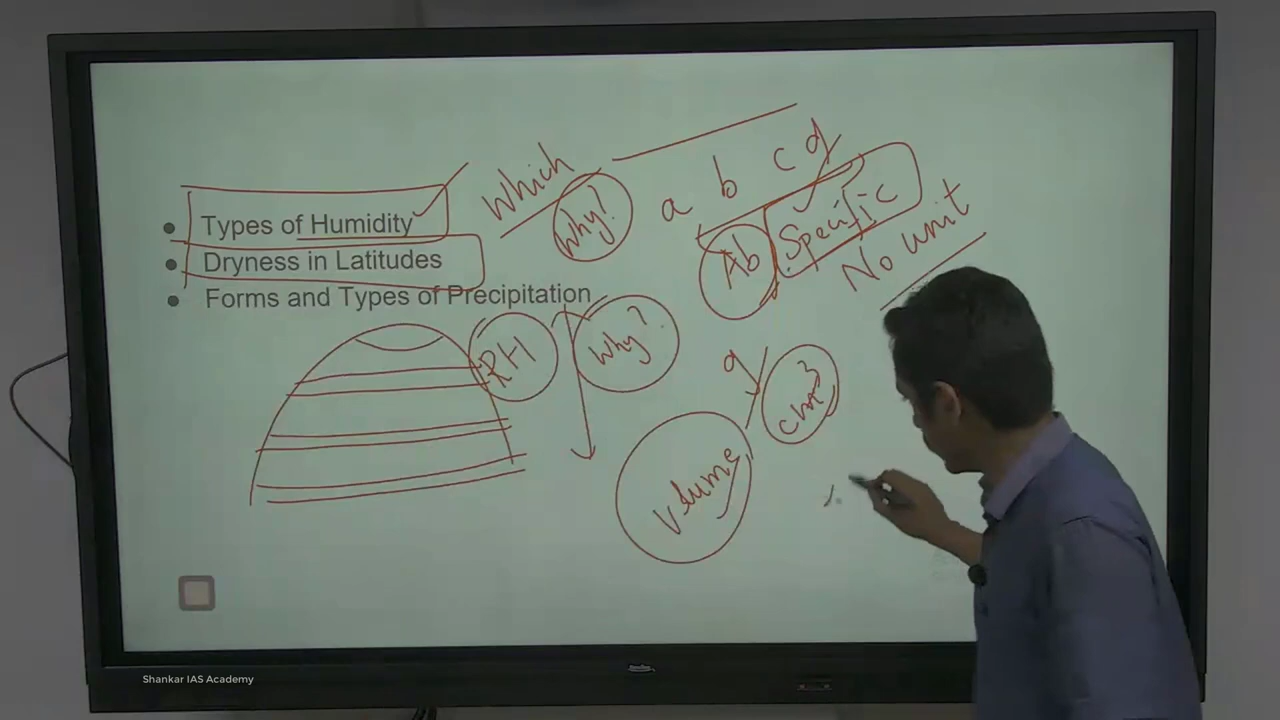 Which
Why?
a b c d
Ab
Specific
No unit
• Types of Humidity
• Dryness in Latitudes
• Forms and Types of Precipitation
RH
Why?
g/
cm3
Volume
Shankar IAS Academy